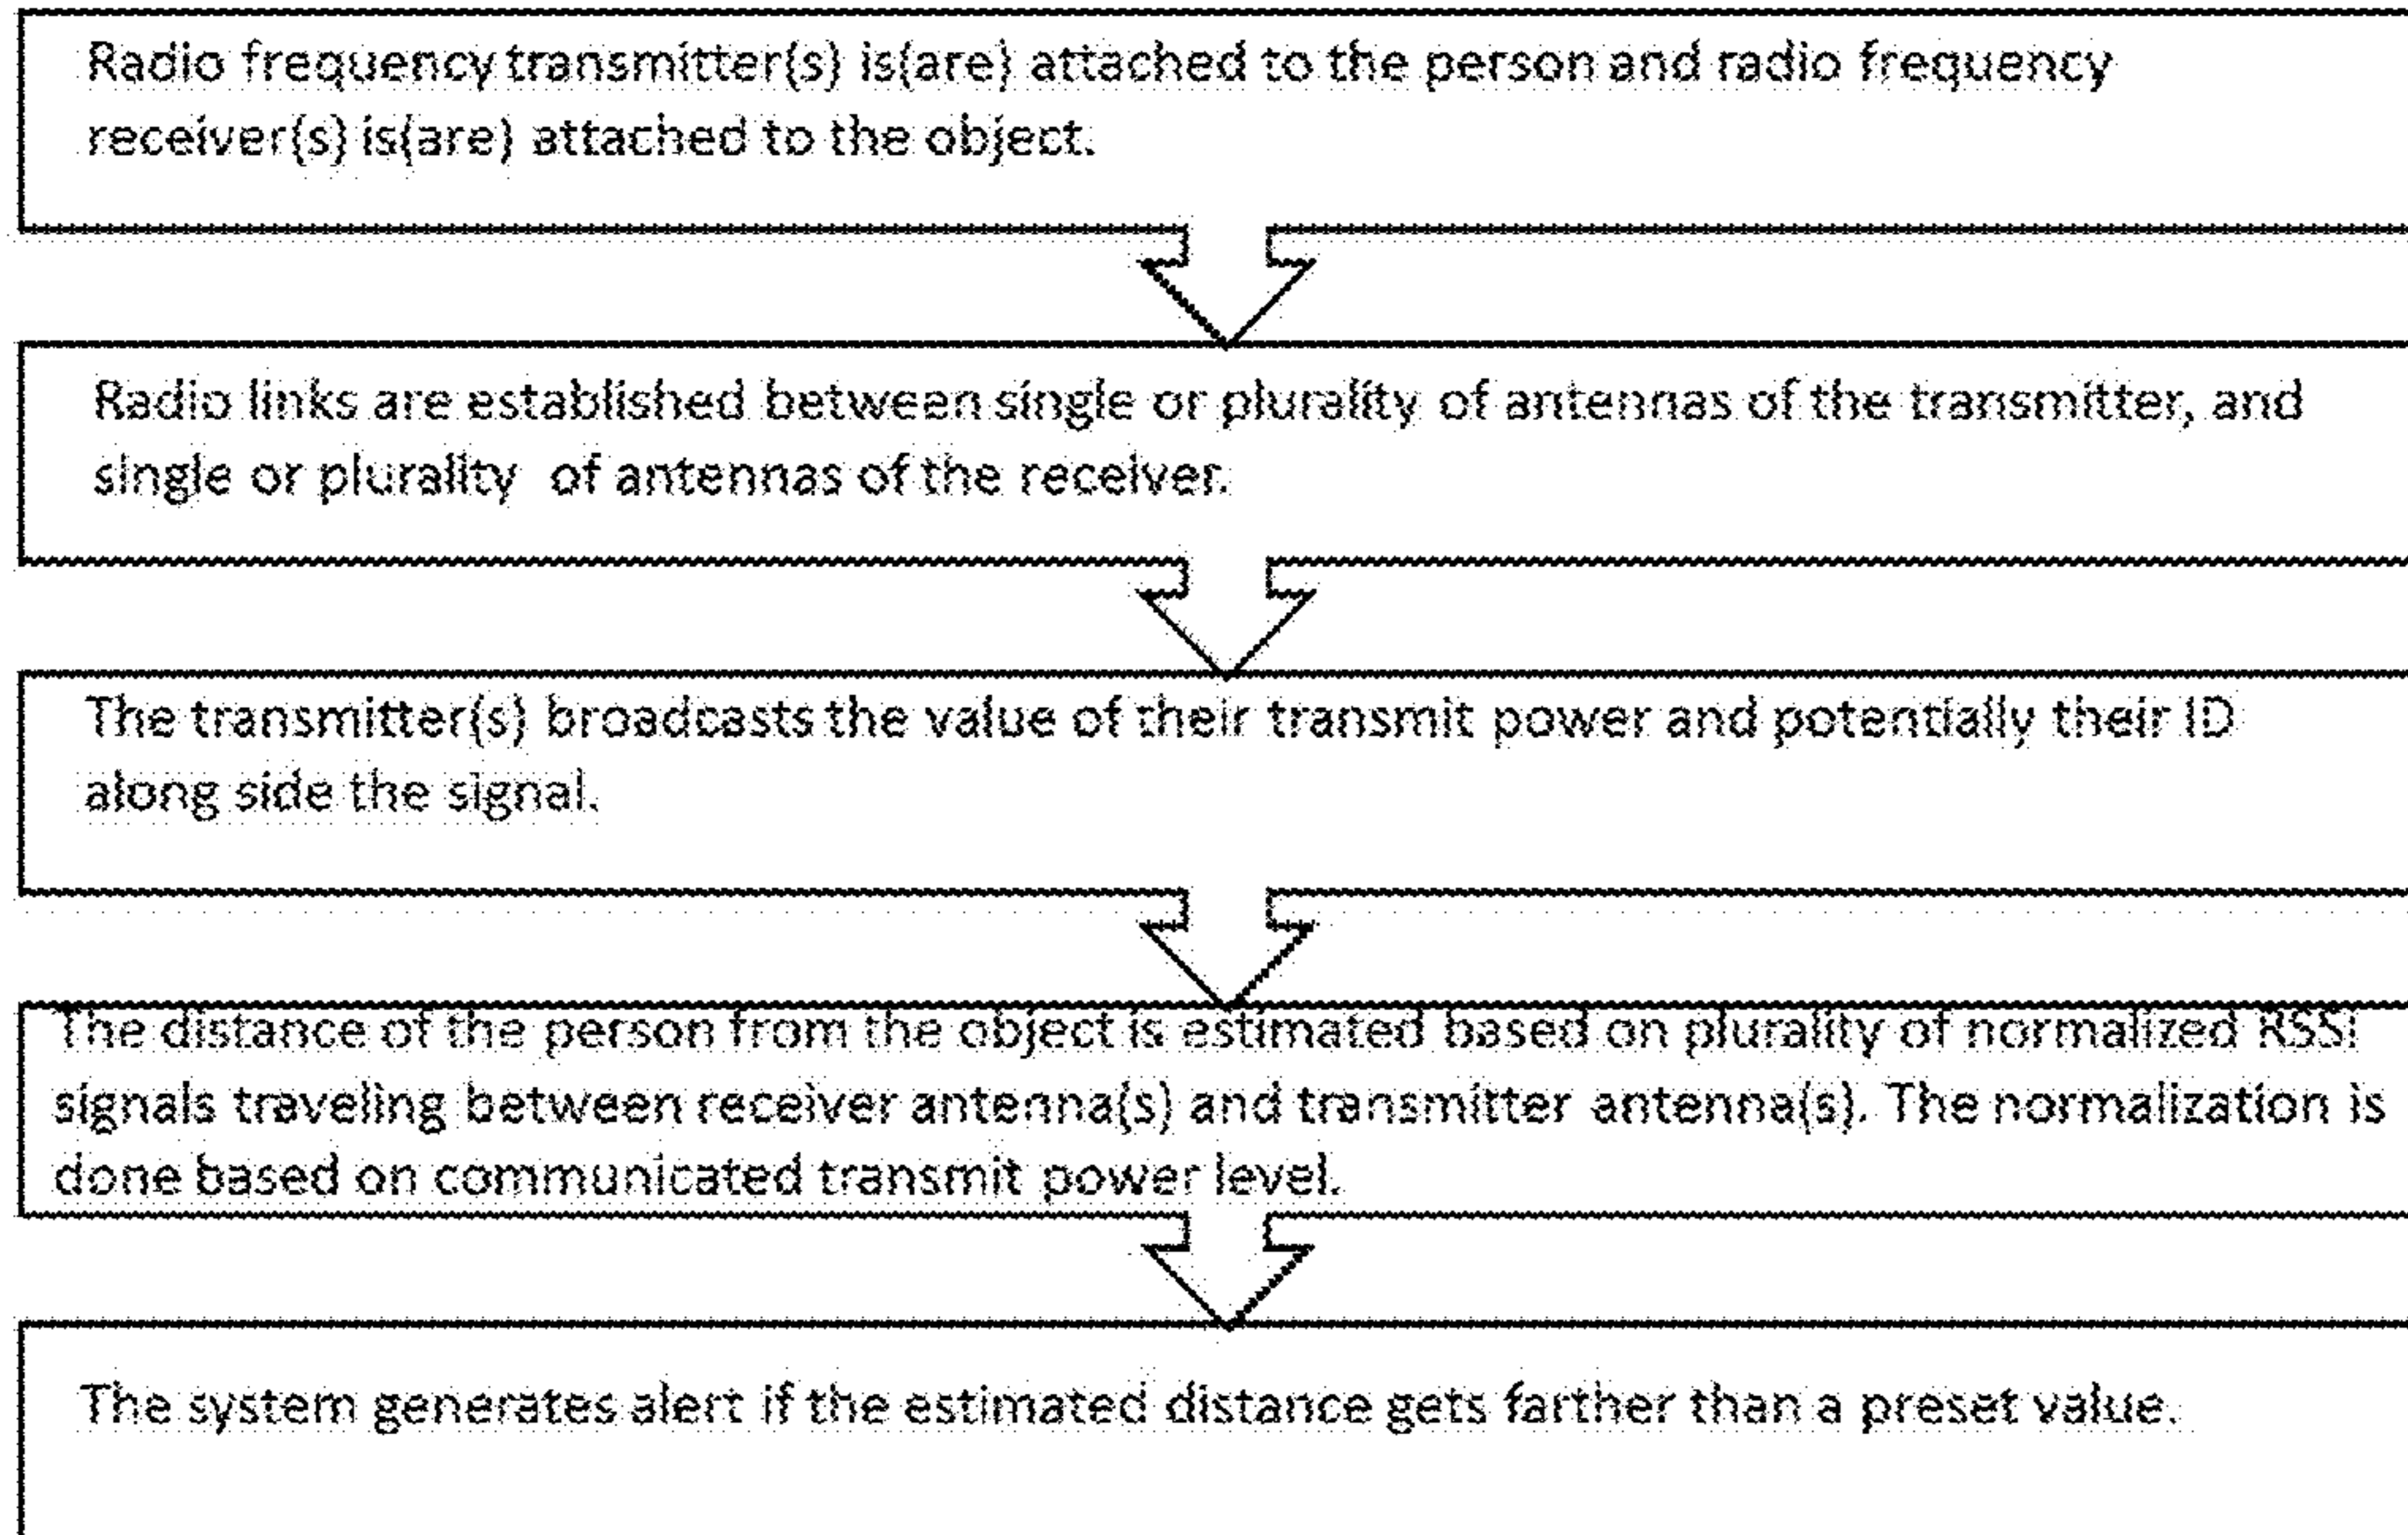 Radio frequency transmitter(s) is(are) attached to the person and radio frequency
receiver(s) is(are) attached to the object.
Radio links are established between single or plurality of antennas of the transmitter, and
single or plurality of antennas of the receiver.
The transmitter(s) broadcasts the value of their transmit power and potentially their ID
along side the signal.
The distance of the person from the object is estimated based on plurality of normalized RSSI
signals traveling between receiver antenna(s) and transmitter antenna(s). The normalization is
done based on communicated transmit power level.
The system generates alert if the estimated distance gets farther than a preset value.